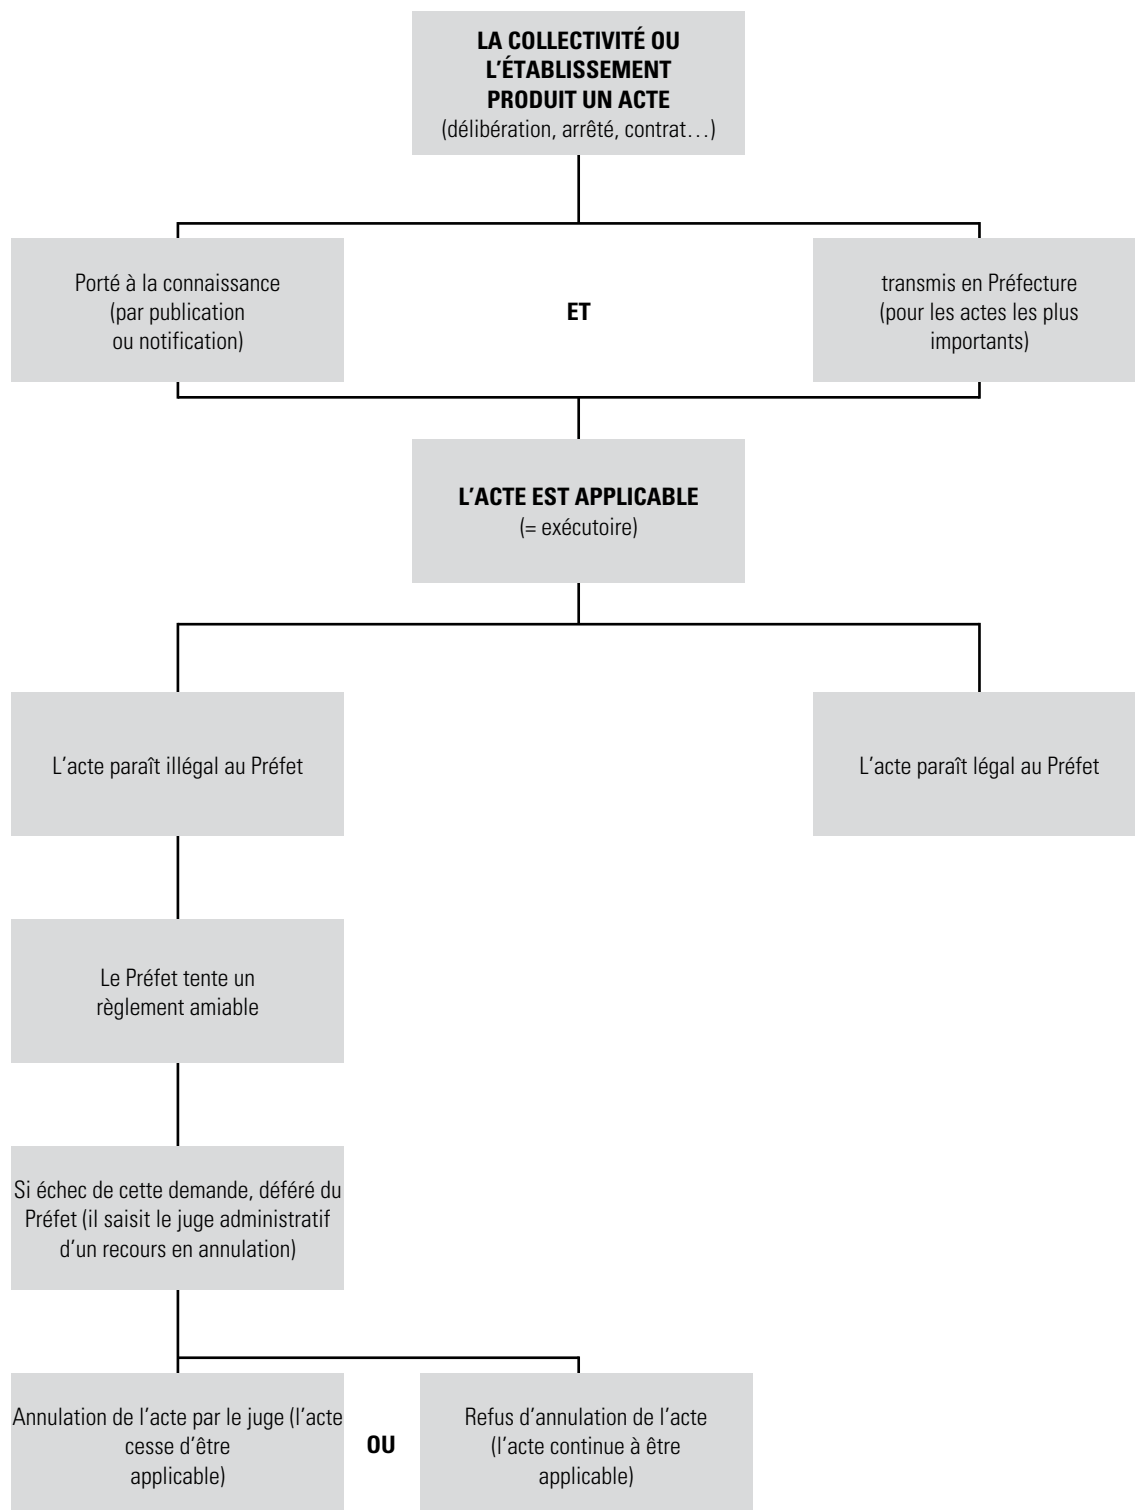 LA COLLECTIVITÉ OU
L’ÉTABLISSEMENT
PRODUIT UN ACTE
(délibération, arrêté, contrat…)
Porté à la connaissance
(par publication
ou notification)
ET
transmis en Préfecture
(pour les actes les plus
importants)
L’ACTE EST APPLICABLE
(= exécutoire)
L’acte paraît illégal au Préfet
L’acte paraît légal au Préfet
Le Préfet tente un
règlement amiable
Si échec de cette demande, déféré du
Préfet (il saisit le juge administratif
d’un recours en annulation)
Annulation de l’acte par le juge (l’acte
cesse d’être
applicable)
OU
Refus d’annulation de l’acte
(l’acte continue à être
applicable)